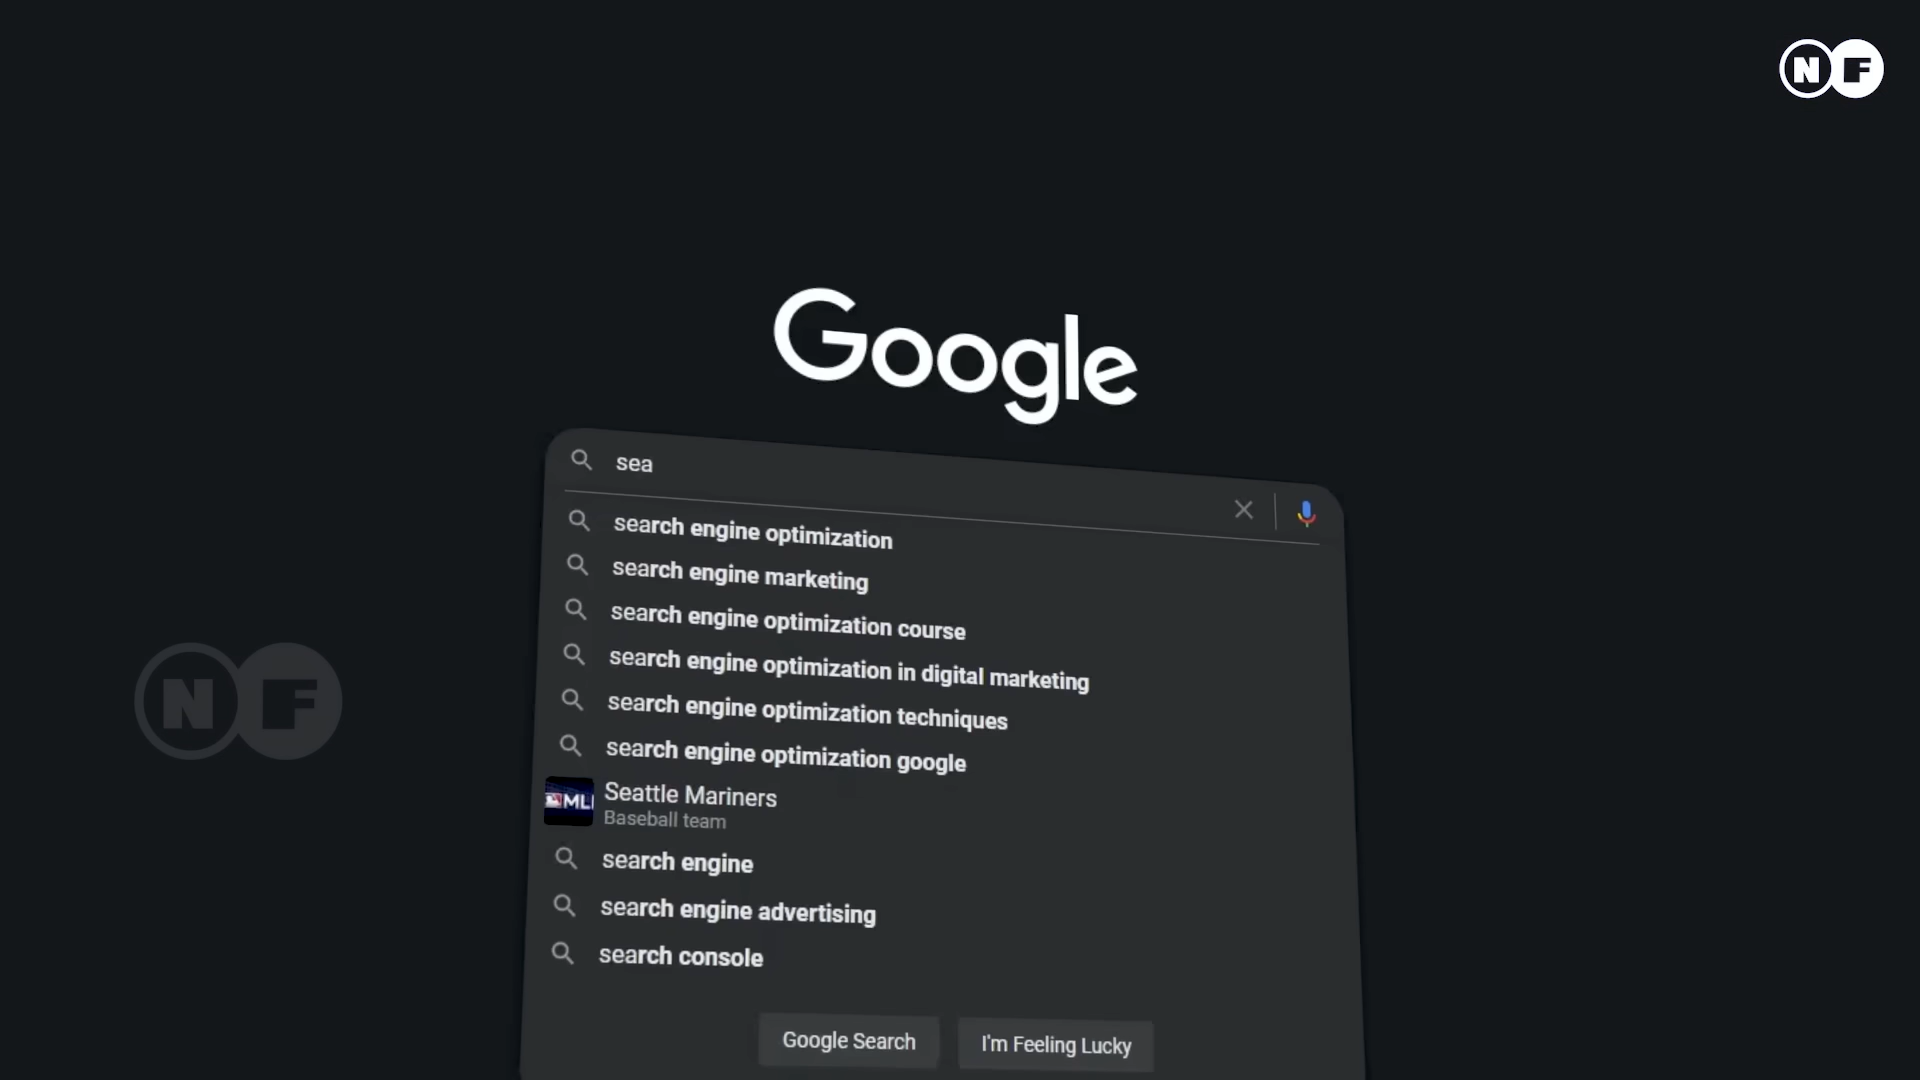 NF
Google
sea
search engine optimization
search engine marketing
search engine optimization course
search engine optimization in digital marketing
search engine optimization techniques
search engine optimization google
ML
Seattle Mariners
Baseball team
search engine
search engine advertising
search console
Google Search
I'm Feeling Lucky
NF